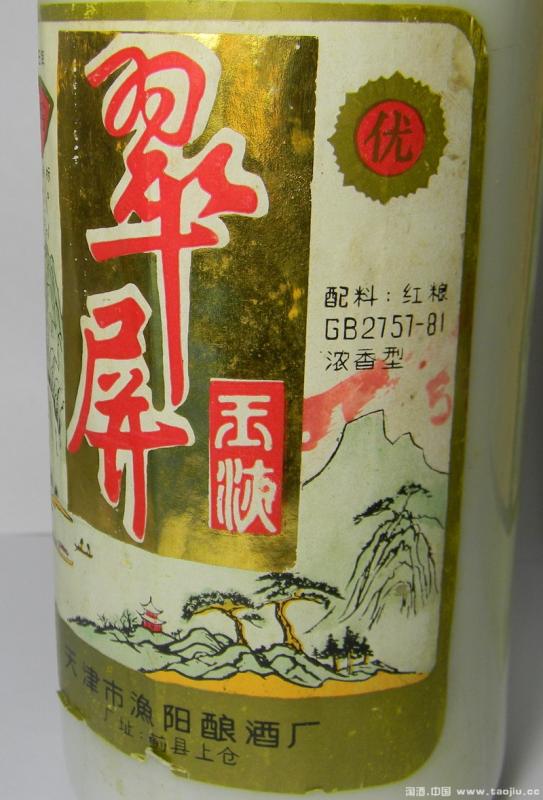 翠屏
玉液
优
配料：红粮
GB2757-81
浓香型
天津市渔阳酿酒厂
厂址：蓟县上仓
淘酒.中国 www.taojiu.cc